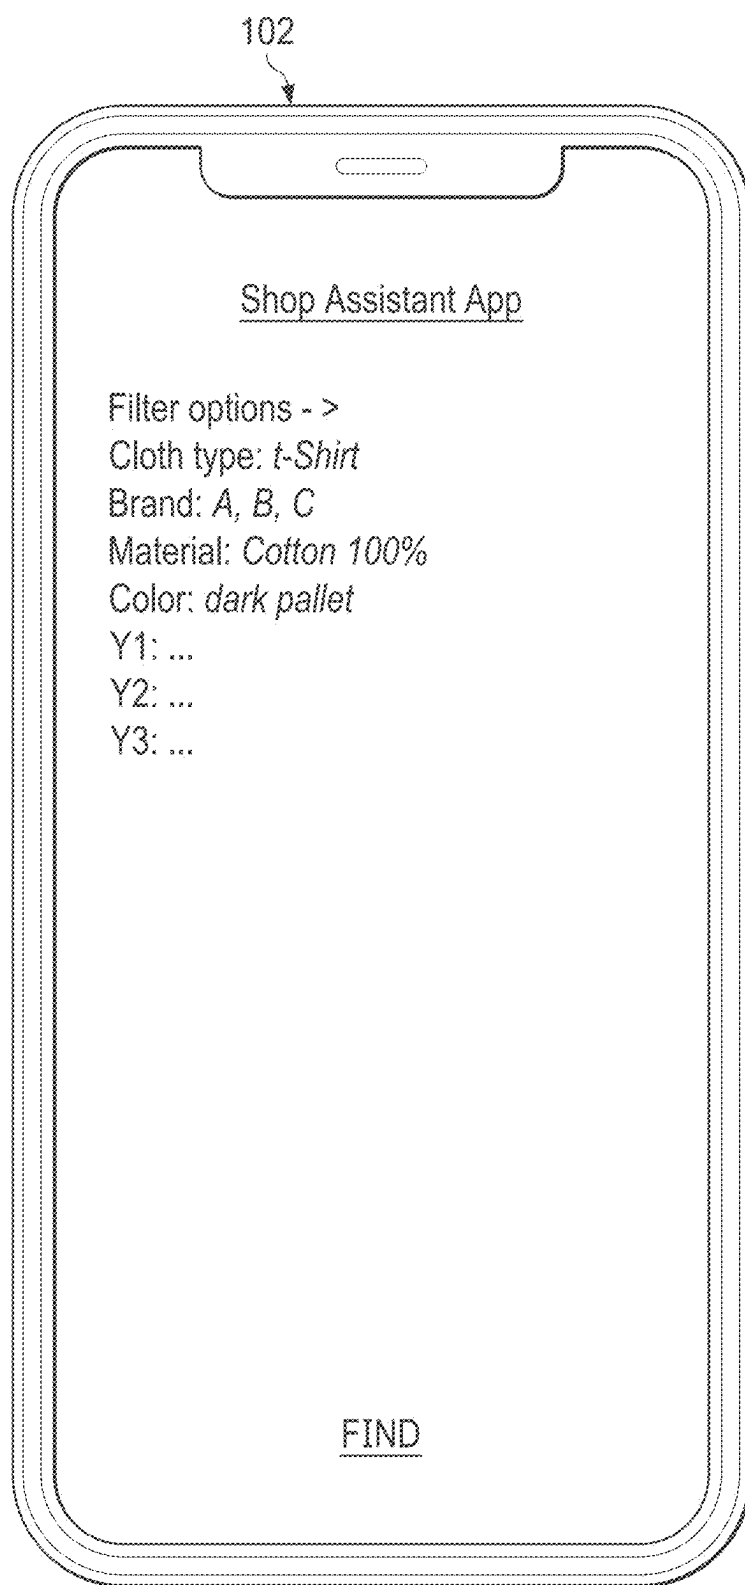 102
Shop Assistant App
Filter options - >
Cloth type: t-Shirt
Brand: A, B, C
Material: Cotton 100%
Color: dark pallet
Y1: ...
Y2: ...
Y3: ...
FIND